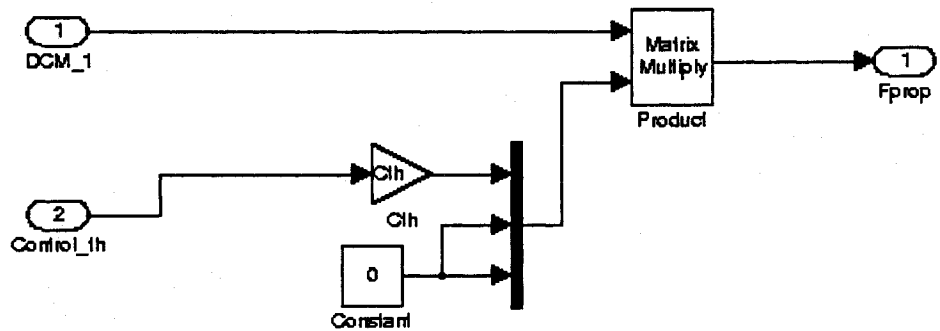 1
DCM_1
Matrix
Multiply
Product
1
Fprop
Clh
Clh
2
Control_th
0
Constant